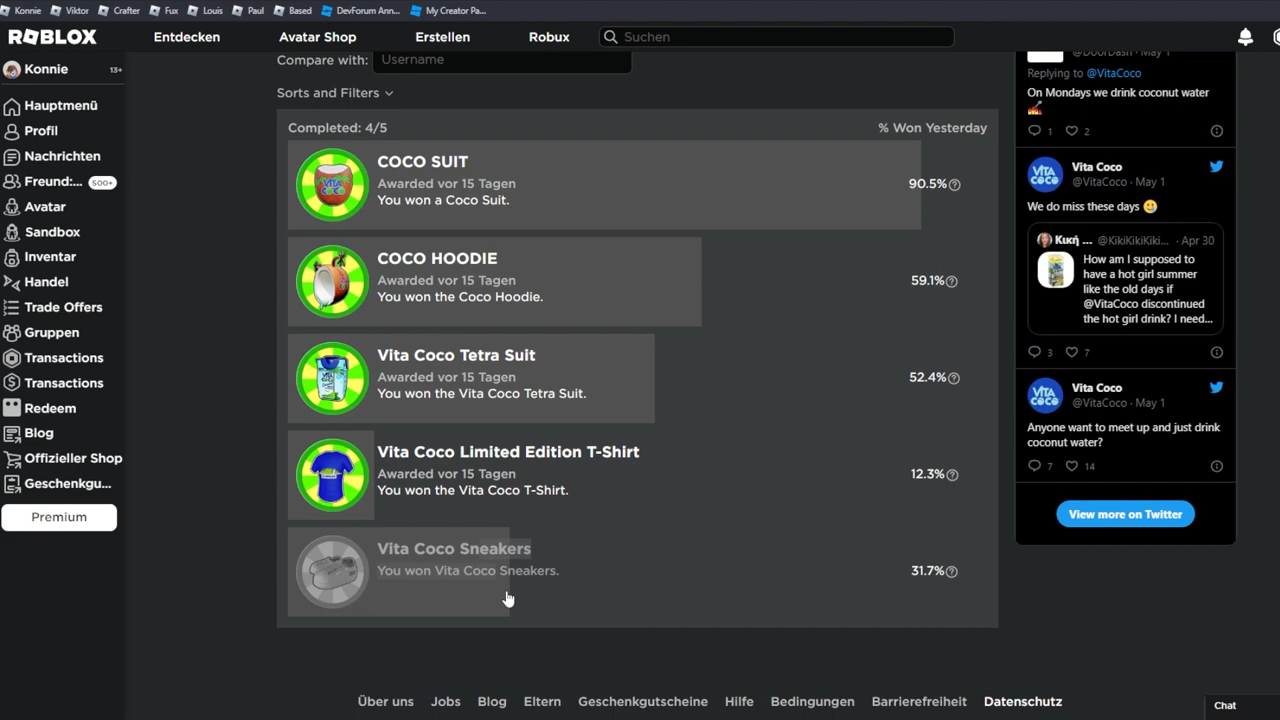 Konnie Viktor Crafter Fux Louis Paul Based DevForum Ann... My Creator Pa...
ROBLOX Entdecken Avatar Shop Erstellen Robux Suchen
Konnie 13+
Hauptmenü
Profil
Nachrichten
Freund:... 500+
Avatar
Sandbox
Inventar
Handel
Trade Offers
Gruppen
Transactions
Transactions
Redeem
Blog
Offizieller Shop
Geschenkgu...
Premium
Compare with: Username
Sorts and Filters
Completed: 4/5 % Won Yesterday
COCO SUIT
Awarded vor 15 Tagen
You won a Coco Suit.
90.5%
VITA
COCO
COCO HOODIE
Awarded vor 15 Tagen
You won the Coco Hoodie.
59.1%
Vita Coco Tetra Suit
Awarded vor 15 Tagen
You won the Vita Coco Tetra Suit.
52.4%
Vita Coco Limited Edition T-Shirt
Awarded vor 15 Tagen
You won the Vita Coco T-Shirt.
12.3%
Vita Coco Sneakers
You won Vita Coco Sneakers.
31.7%
@DoorDash · May 1
Replying to @VitaCoco
On Mondays we drink coconut water
1 2
VITA
COCO
Vita Coco
@VitaCoco · May 1
We do miss these days
Κική ... @KikiKikiKiki... · Apr 30
How am I supposed to
have a hot girl summer
like the old days if
@VitaCoco discontinued
the hot girl drink? I need...
3 7
VITA
COCO
Vita Coco
@VitaCoco · May 1
Anyone want to meet up and just drink
coconut water?
7 14
View more on Twitter
Über uns Jobs Blog Eltern Geschenkgutscheine Hilfe Bedingungen Barrierefreiheit Datenschutz
Chat